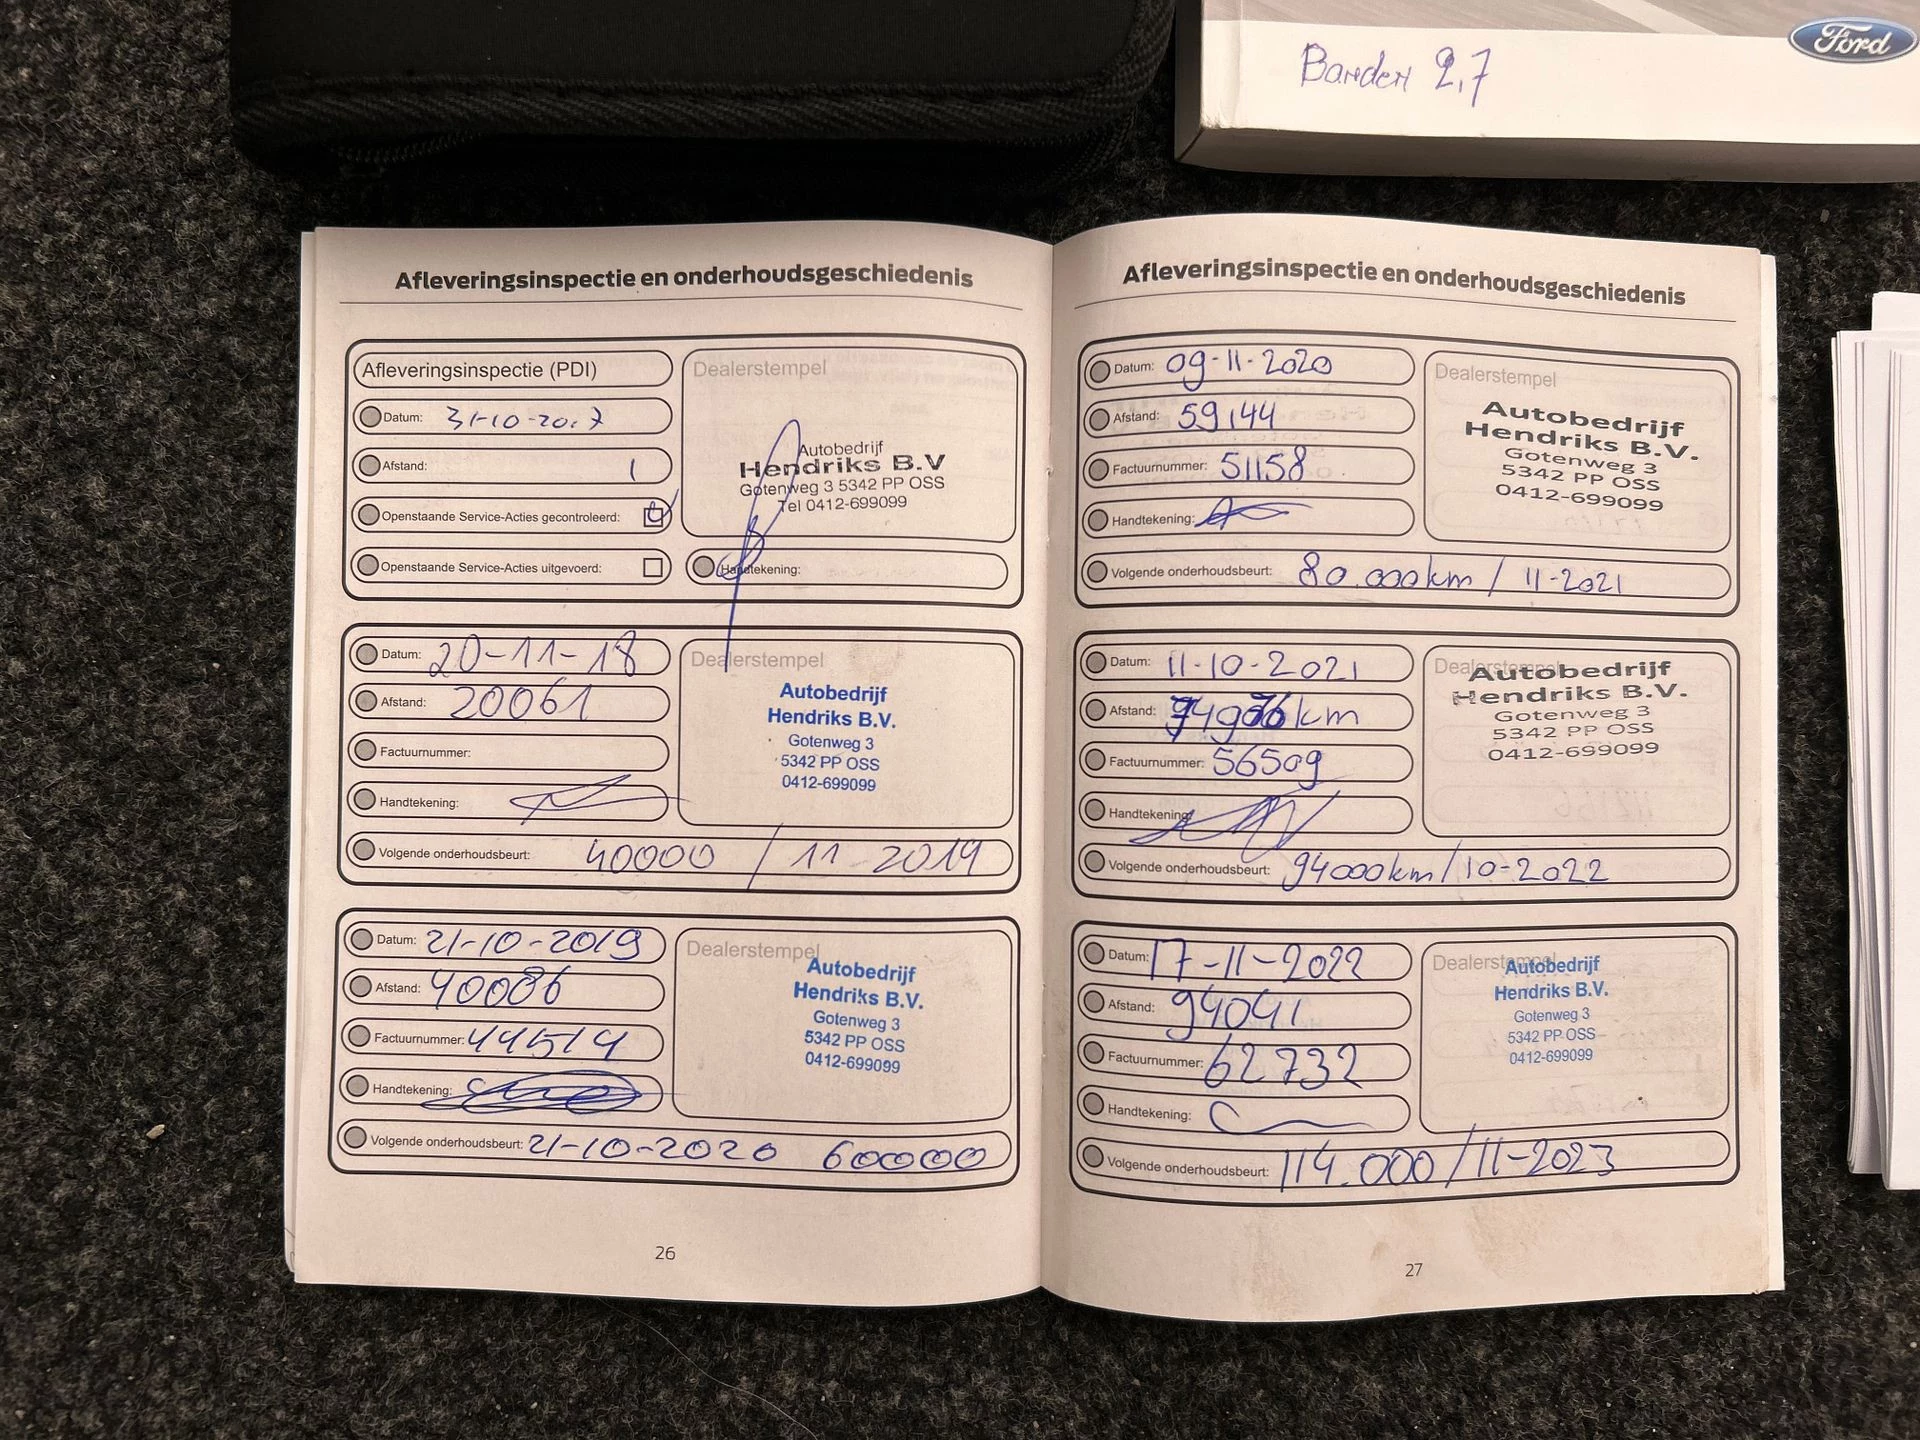 Ford
Banden 2,7
Afleveringsinspectie en onderhoudsgeschiedenis
Afleveringsinspectie (PDI)
Datum: 31-10-2017
Afstand: 1
Openstaande Service-Acties gecontroleerd:
Openstaande Service-Acties uitgevoerd:
Dealerstempel
Autobedrijf
Hendriks B.V
Gotenweg 3 5342 PP OSS
Tel 0412-699099
Handtekening:
Datum: 20-11-18
Afstand: 20061
Factuurnummer:
Handtekening:
Dealerstempel
Autobedrijf
Hendriks B.V.
Gotenweg 3
5342 PP OSS
0412-699099
Volgende onderhoudsbeurt: 40000 / 11 2019
Datum: 21-10-2019
Afstand: 40086
Factuurnummer: 44514
Handtekening:
Dealerstempel
Autobedrijf
Hendriks B.V.
Gotenweg 3
5342 PP OSS
0412-699099
Volgende onderhoudsbeurt: 21-10-2020 60000
26
Afleveringsinspectie en onderhoudsgeschiedenis
Datum: 09-11-2020
Afstand: 59144
Factuurnummer: 51158
Handtekening:
Dealerstempel
Autobedrijf
Hendriks B.V.
Gotenweg 3
5342 PP OSS
0412-699099
Volgende onderhoudsbeurt: 80.000km / 11-2021
Datum: 11-10-2021
Afstand:
Factuurnummer: 56509
Handtekening:
Dealerstempel
Autobedrijf
Hendriks B.V.
Gotenweg 3
5342 PP OSS
0412-699099
Volgende onderhoudsbeurt: 94000km / 10-2022
Datum: 17-11-2022
Afstand: 94041
Factuurnummer: 62732
Handtekening:
Dealerstempel
Autobedrijf
Hendriks B.V.
Gotenweg 3
5342 PP OSS
0412-699099
Volgende onderhoudsbeurt: 114.000 / 11-2023
27